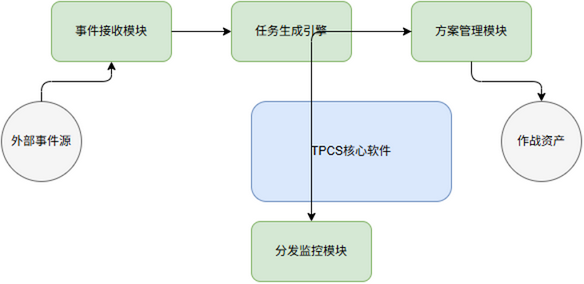 事件接收模块
任务生成引擎
方案管理模块
外部事件源
TPCS核心软件
作战资产
分发监控模块